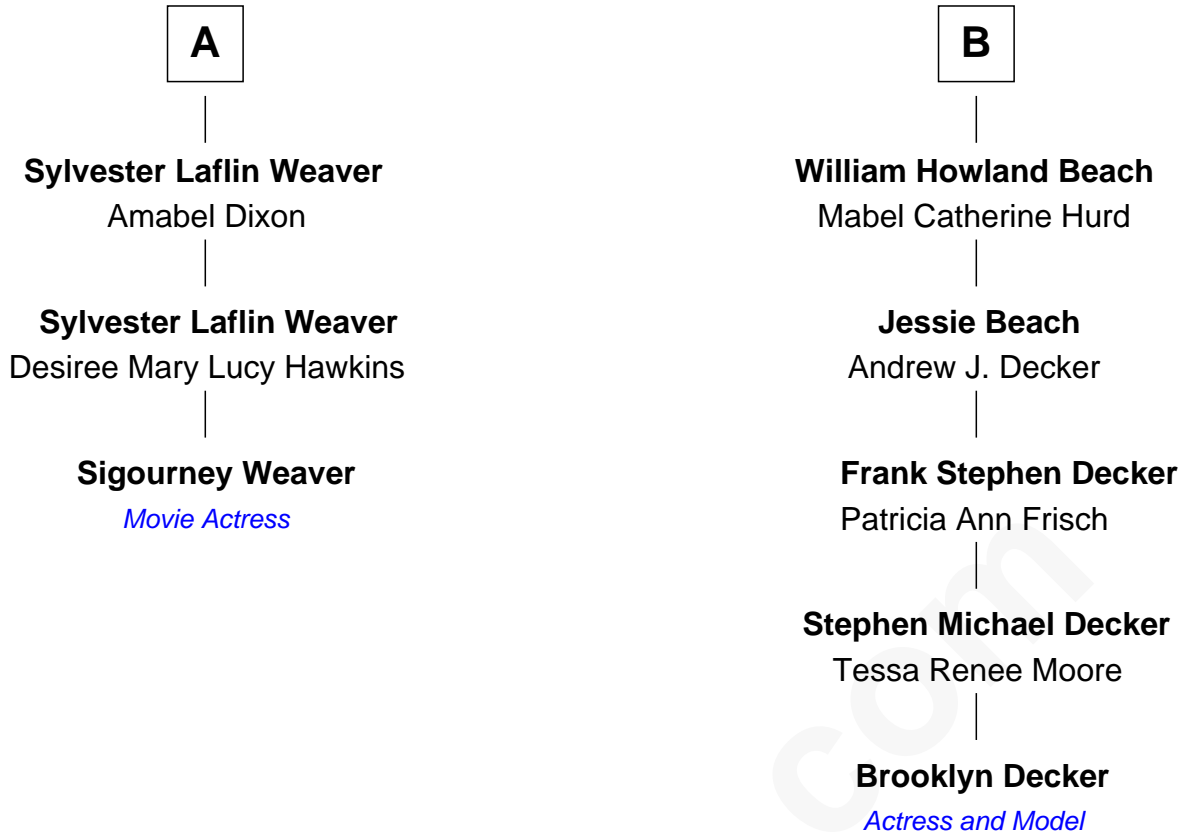 A
Sylvester Laflin Weaver
Amabel Dixon
Sylvester Laflin Weaver
Desiree Mary Lucy Hawkins
Sigourney Weaver
Movie Actress
B
William Howland Beach
Mabel Catherine Hurd
Jessie Beach
Andrew J. Decker
Frank Stephen Decker
Patricia Ann Frisch
Stephen Michael Decker
Tessa Renee Moore
Brooklyn Decker
Actress and Model
com